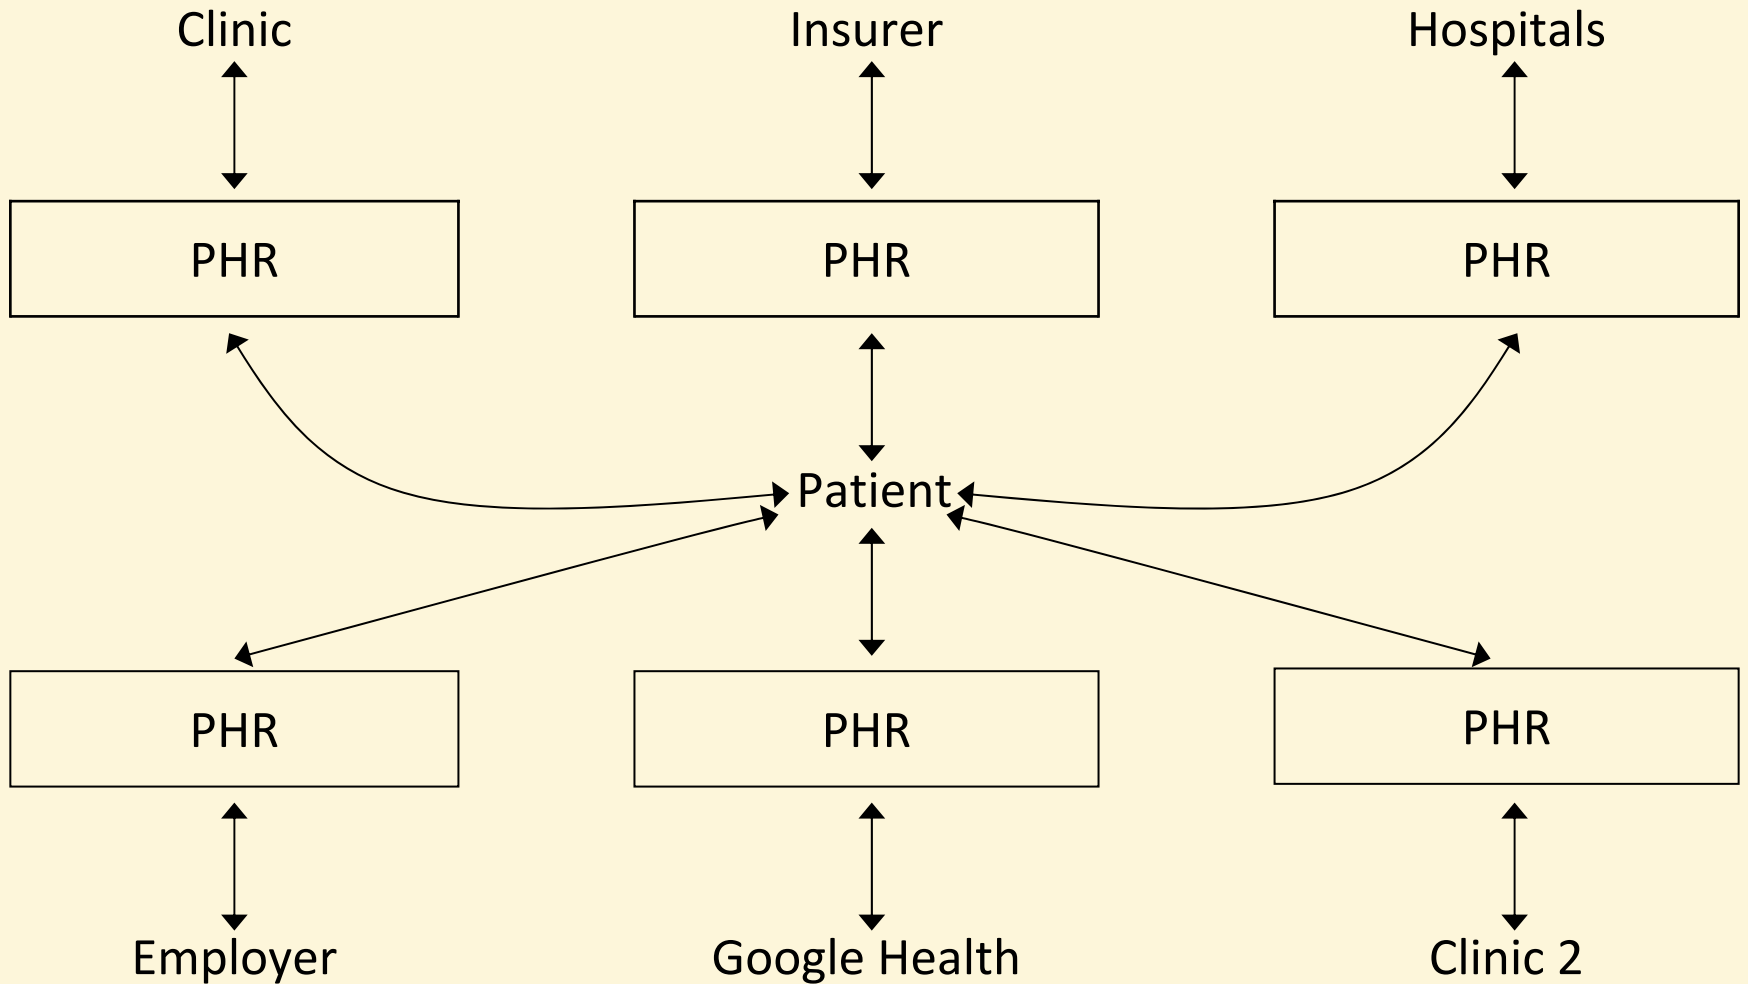 Clinic
Insurer
Hospitals
PHR
PHR
PHR
Patient
PHR
PHR
PHR
Employer
Google Health
Clinic 2